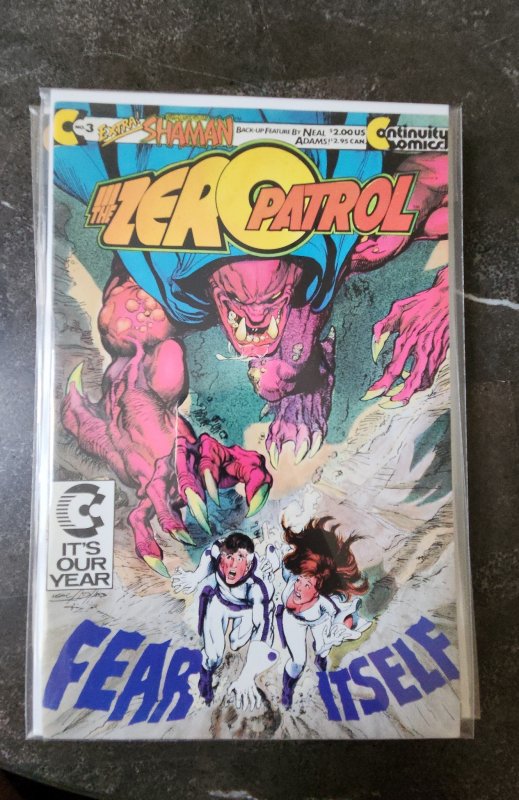 NO. 3
EXTRA:
SHAMAN
BACK-UP FEATURE BY NEAL
ADAMS!
$2.00 US
$2.95 CAN.
Continuity
Comics!
THE ZERO PATROL
C
IT'S
OUR
YEAR
FEAR ITSELF